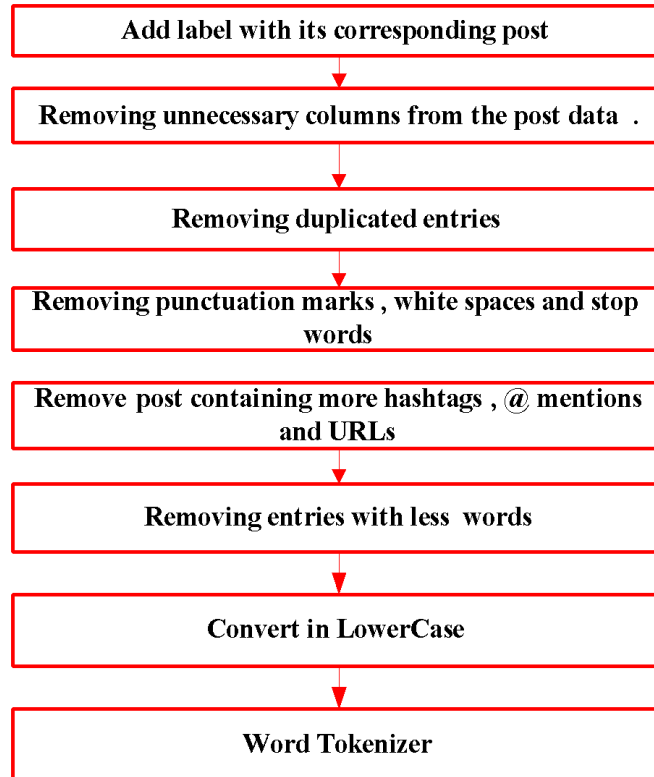 Add label with its corresponding post
Removing unnecessary columns from the post data .
Removing duplicated entries
Removing punctuation marks , white spaces and stop
words
Remove post containing more hashtags , @ mentions
and URLs
Removing entries with less words
Convert in LowerCase
Word Tokenizer